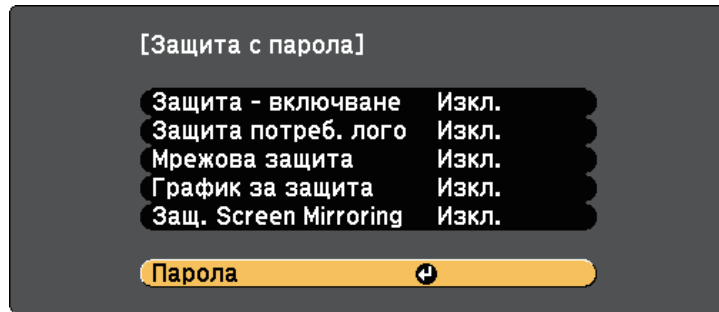 [Защита с парола]
Защита - включване Изкл.
Защита потреб. лого Изкл.
Мрежова защита Изкл.
График за защита Изкл.
Защ. Screen Mirroring Изкл.
Парола